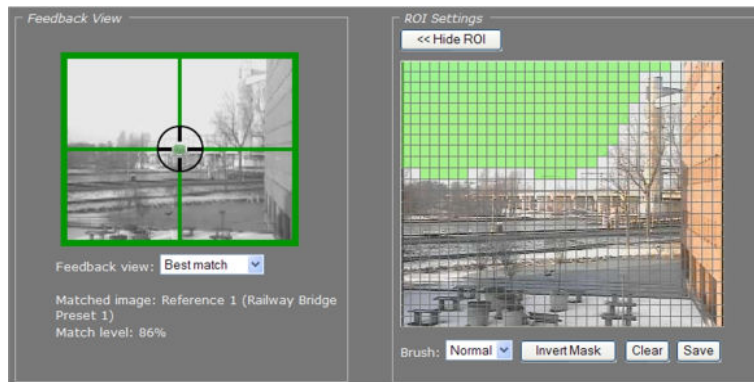 Feedback View
Feedback view: Best match
Matched image: Reference 1 (Railway Bridge
Preset 1)
Match level: 86%
ROI Settings
<< Hide ROI
Brush: Normal Invert Mask Clear Save